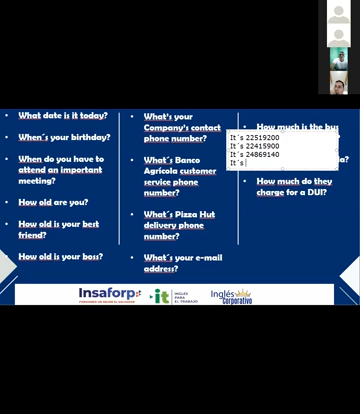 • What date is it today?
• When´s your birthday?
• When do you have to
attend an important
meeting?
• How old are you?
• How old is your best
friend?
• How old is your boss?
• What's your
Company's contact
phone number?
• What´s Banco
Agrícola customer
service phone
number?
• What´s Pizza Hut
delivery phone
number?
• What´s your e-mail
address?
• How much is the bus
It´s 22519200
It´s 22415900
It´s 24869140
It´s
• How much do they
charge for a DUI?
Insaforp
it
INGLÉS
PARA
EL TRABAJO
Inglés
Corporativo